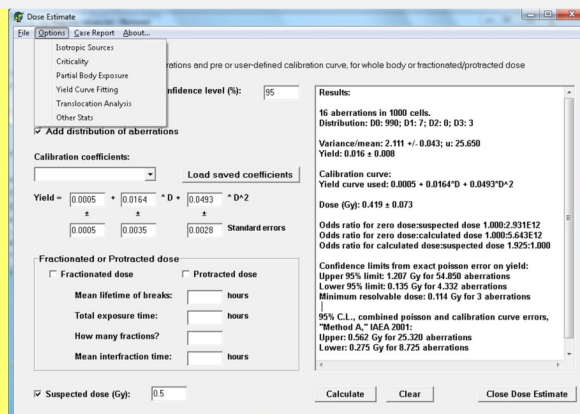 Dose Estimate
File Options Case Report About...
Isotropic Sources
Criticality
Partial Body Exposure
Yield Curve Fitting
Translocation Analysis
Other Stats
rations and pre or user-defined calibration curve, for whole body or fractionated/protracted dose
nfidence level (%): 95
Add distribution of aberrations
Calibration coefficients:
Load saved coefficients
Yield = 0.0005 + 0.0164 * D + 0.0493 * D^2
± ± ±
0.0005 0.0035 0.0028 Standard errors
Fractionated or Protracted dose
Fractionated dose Protracted dose
Mean lifetime of breaks: hours
Total exposure time: hours
How many fractions?
Mean interfraction time: hours
Suspected dose (Gy): 0.5
Results:
16 aberrations in 1000 cells.
Distribution: D0: 990; D1: 7; D2: 0; D3: 3
Variance/mean: 2.111 +/- 0.043; u: 25.650
Yield: 0.016 ± 0.008
Calibration curve:
Yield curve used: 0.0005 + 0.0164*D + 0.0493*D^2
Dose (Gy): 0.419 ± 0.073
Odds ratio for zero dose:suspected dose 1.000:2.931E12
Odds ratio for zero dose:calculated dose 1.000:5.643E12
Odds ratio for calculated dose:suspected dose 1.925:1.000
Confidence limits from exact poisson error on yield:
Upper 95% limit: 1.207 Gy for 54.850 aberrations
Lower 95% limit: 0.135 Gy for 4.332 aberrations
Minimum resolvable dose: 0.114 Gy for 3 aberrations
95% C.L., combined poisson and calibration curve errors,
"Method A," IAEA 2001:
Upper: 0.562 Gy for 25.320 aberrations
Lower: 0.275 Gy for 8.725 aberrations
Calculate Clear Close Dose Estimate